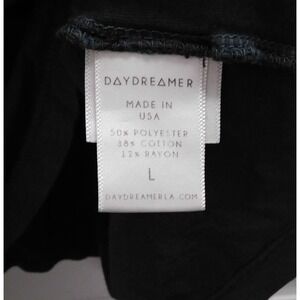 DAYDREAMER
MADE IN
USA
50% POLYESTER
38% COTTON
12% RAYON
L
DAYDREAMERLA.COM